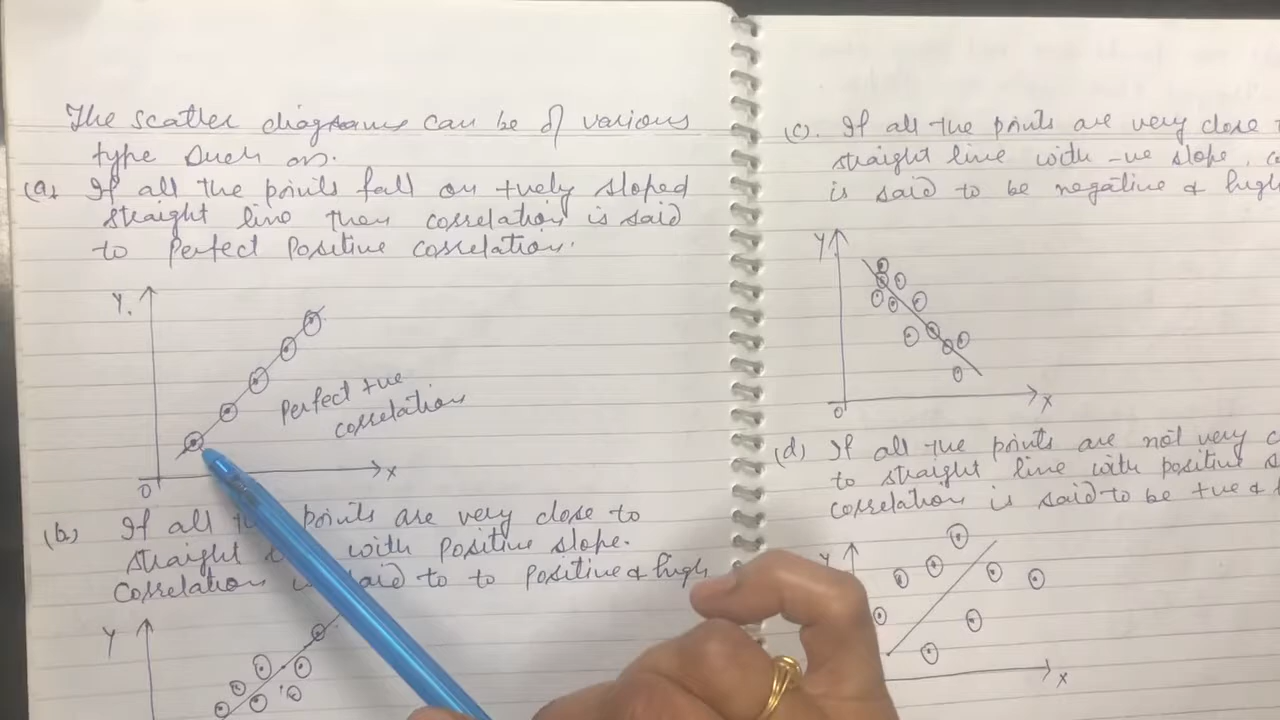 The scatter diagrams can be of various
type such as.
(a) If all the points fall on +vely sloped
straight line then correlation is said
to Perfect Positive correlation.
Y.
Perfect +ve
correlation
O
X
(b) If all the points are very close to
straight with positive slope.
Correlation is said to to positive & high
Y
(c). If all the points are very close
straight line with -ve slope,
is said to be negative & high
Y
O
X
(d) If all the points are not very
to straight line with positive
correlation is said to be +ve &
Y
X